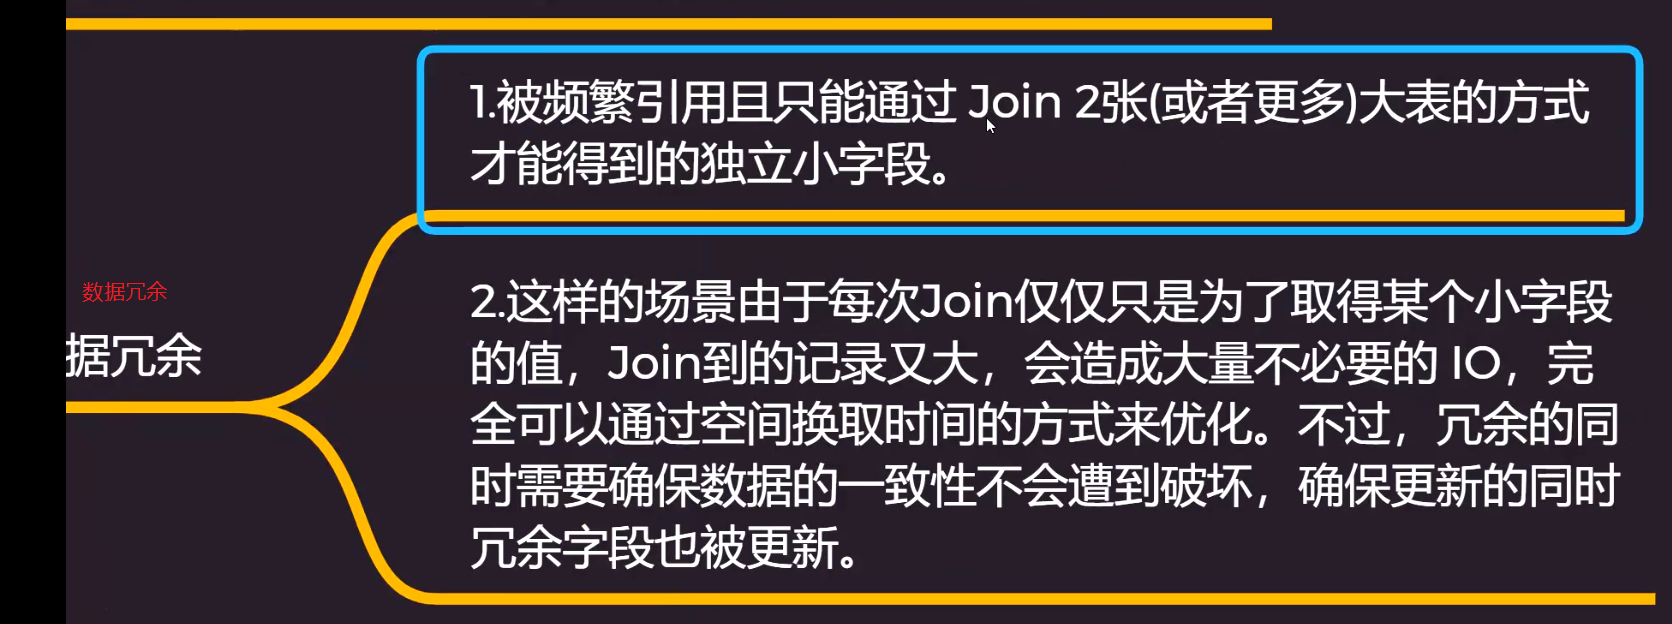 1.被频繁引用且只能通过 Join 2张(或者更多)大表的方式
才能得到的独立小字段。
数据冗余
据冗余
2.这样的场景由于每次Join仅仅只是为了取得某个小字段
的值，Join到的记录又大，会造成大量不必要的 IO，完
全可以通过空间换取时间的方式来优化。不过，冗余的同
时需要确保数据的一致性不会遭到破坏，确保更新的同时
冗余字段也被更新。